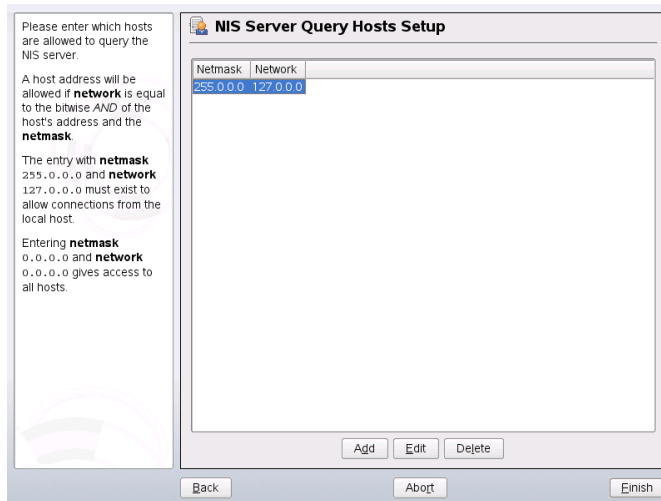 Please enter which hosts
are allowed to query the
NIS server.
A host address will be
allowed if network is equal
to the bitwise AND of the
host's address and the
netmask.
The entry with netmask
255.0.0.0 and network
127.0.0.0 must exist to
allow connections from the
local host.
Entering netmask
0.0.0.0 and network
0.0.0.0 gives access to
all hosts.
NIS Server Query Hosts Setup
Netmask Network
255.0.0.0 127.0.0.0
Add Edit Delete
Back Abort Finish